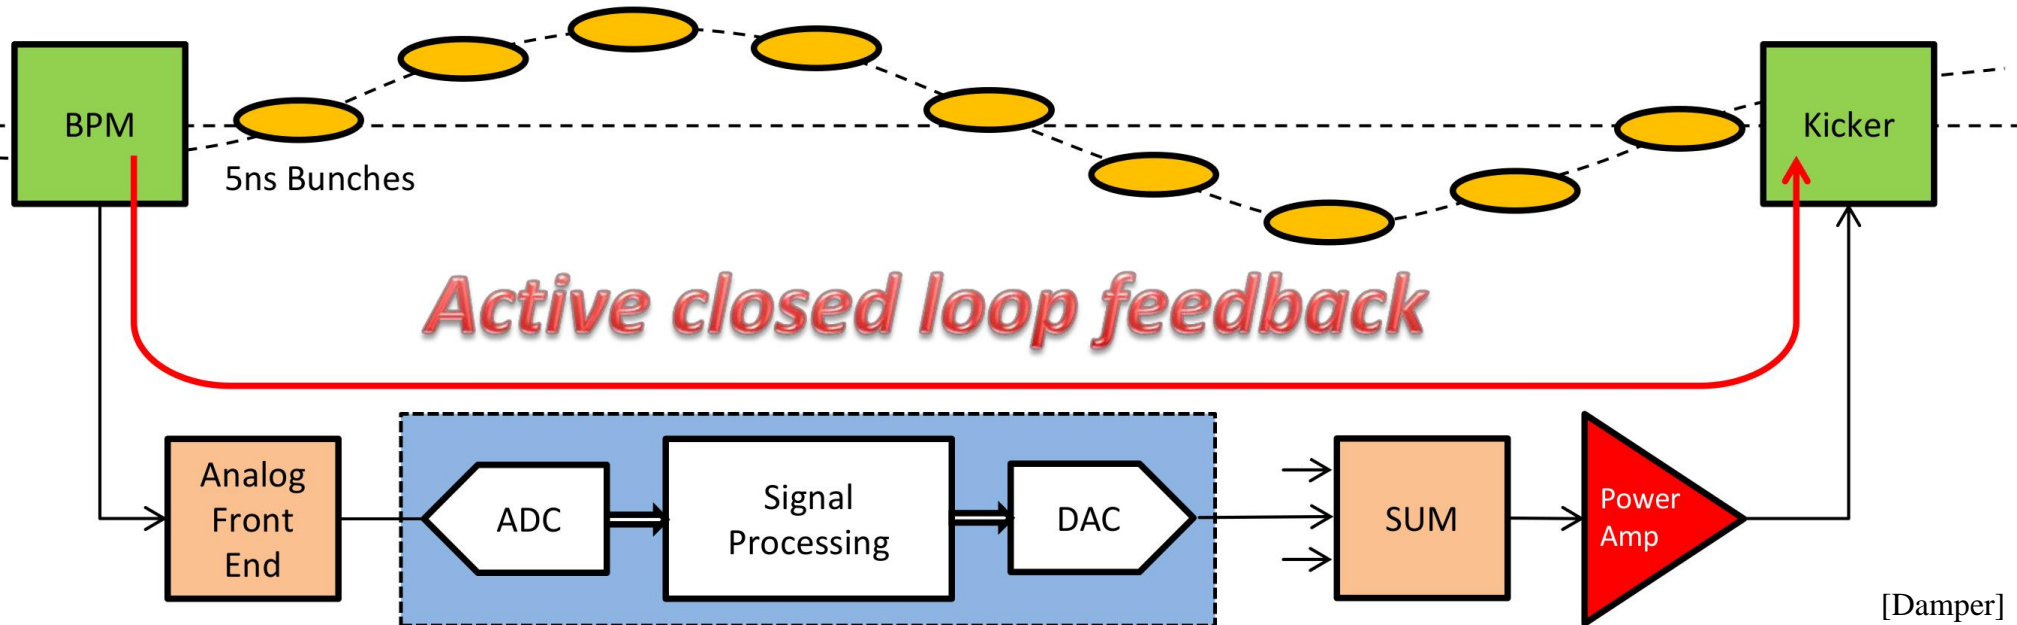 BPM
Kicker
5ns Bunches
Active closed loop feedback
Analog
Front
End
ADC
Signal
Processing
DAC
SUM
Power
Amp
[Damper]